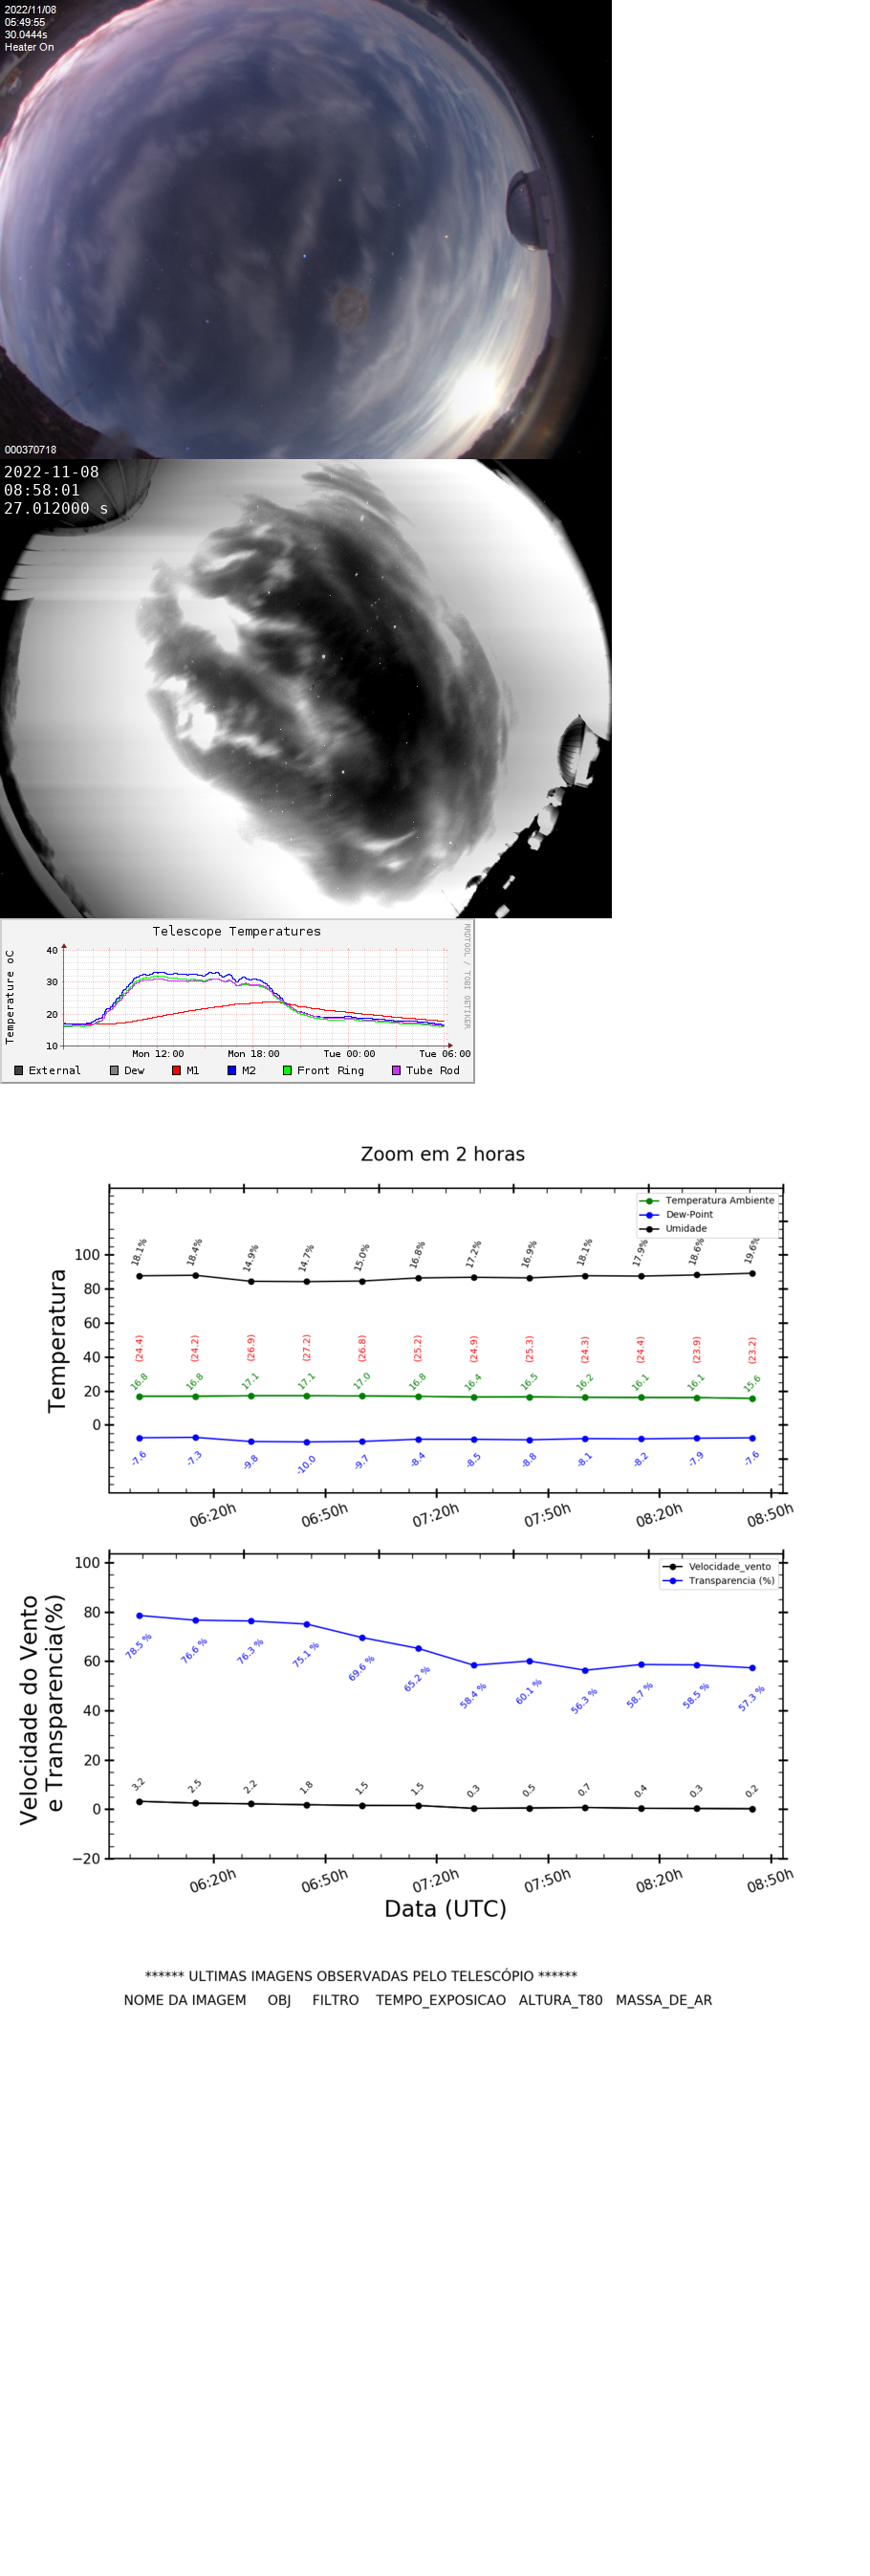 2022/11/08
05:49:55
30.0444s
Heater On
000370718
2022-11-08
08:58:01
27.012000 s
Telescope Temperatures
RRDTOOL / TOBI OETIKER
Temperature oC
40
30
20
10
Mon 12:00 Mon 18:00 Tue 00:00 Tue 06:00
External Dew M1 M2 Front Ring Tube Rod
Zoom em 2 horas
Temperatura Ambiente
Dew-Point
Umidade
Temperatura
100
80
60
40
20
0
18.1% 18.4% 14.9% 14.7% 15.0% 16.8% 17.2% 16.9% 18.1% 17.9% 18.6% 19.6%
(24.4) (24.2) (26.9) (27.2) (26.8) (25.2) (24.9) (25.3) (24.3) (24.4) (23.9) (23.2)
16.8 16.8 17.1 17.1 17.0 16.8 16.4 16.5 16.2 16.1 16.1 15.6
-7.6 -7.3 -9.8 -10.0 -9.7 -8.4 -8.5 -8.8 -8.1 -8.2 -7.9 -7.6
06:20h 06:50h 07:20h 07:50h 08:20h 08:50h
Velocidade_vento
Transparencia (%)
Velocidade do Vento
e Transparencia(%)
100
80
60
40
20
0
−20
78.5 % 76.6 % 76.3 % 75.1 % 69.6 % 65.2 % 58.4 % 60.1 % 56.3 % 58.7 % 58.5 % 57.3 %
3.2 2.5 2.2 1.8 1.5 1.5 0.3 0.5 0.7 0.4 0.3 0.2
06:20h 06:50h 07:20h 07:50h 08:20h 08:50h
Data (UTC)
****** ULTIMAS IMAGENS OBSERVADAS PELO TELESCÓPIO ******
NOME DA IMAGEM OBJ FILTRO TEMPO_EXPOSICAO ALTURA_T80 MASSA_DE_AR